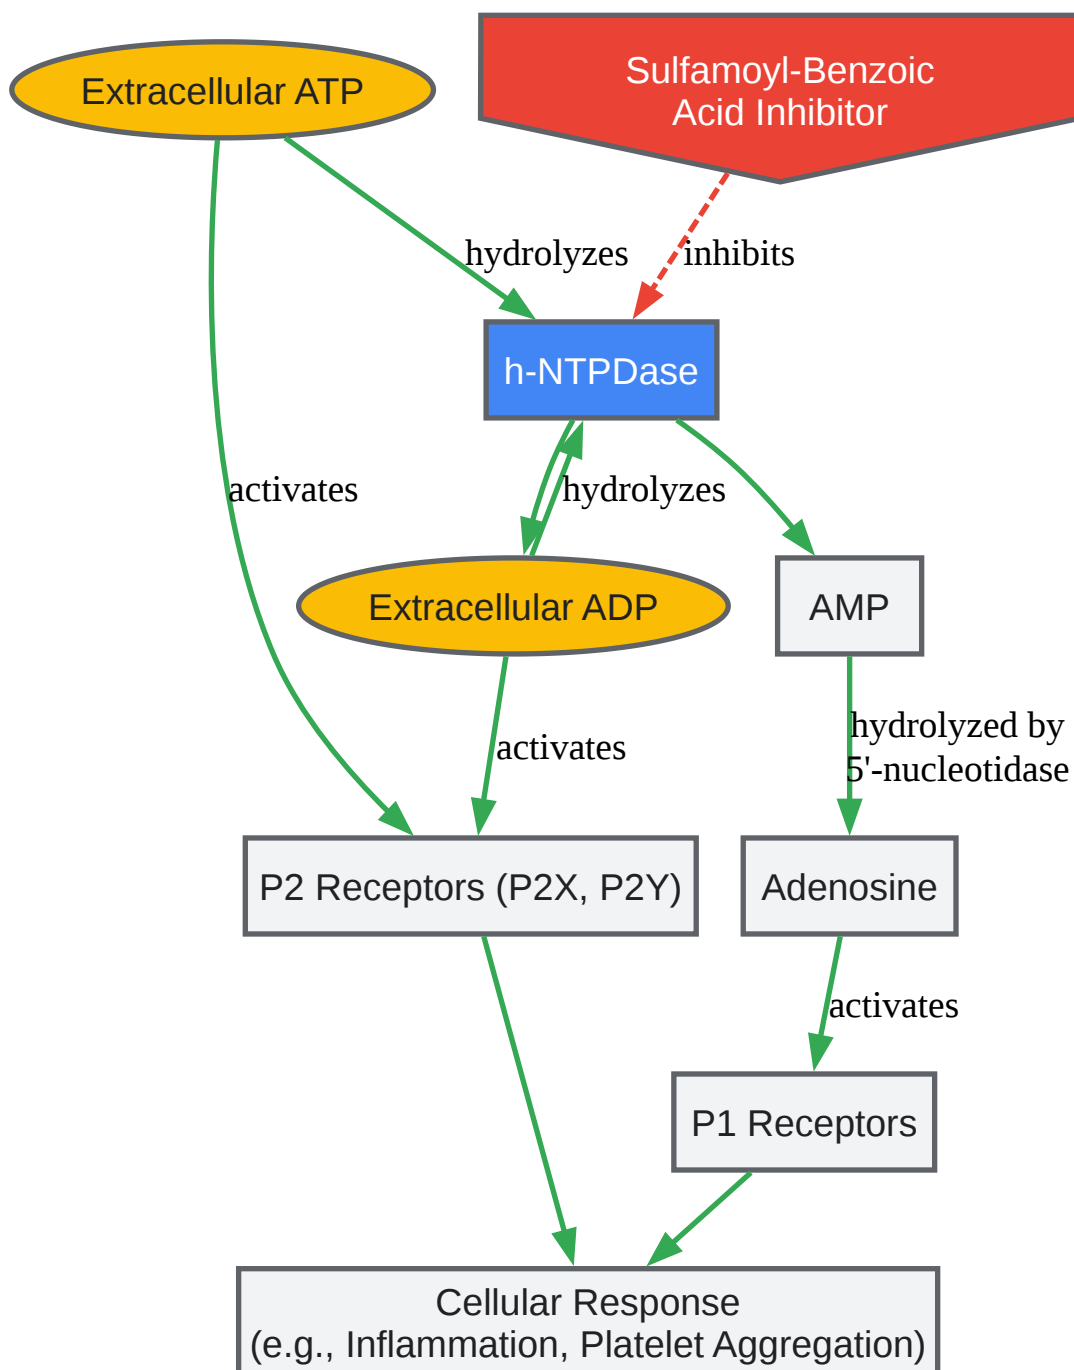 Extracellular ATP
Sulfamoyl-Benzoic
Acid Inhibitor
hydrolyzes
inhibits
h-NTPDase
activates
hydrolyzes
Extracellular ADP
AMP
activates
hydrolyzed by
5'-nucleotidase
P2 Receptors (P2X, P2Y)
Adenosine
activates
P1 Receptors
Cellular Response
(e.g., Inflammation, Platelet Aggregation)